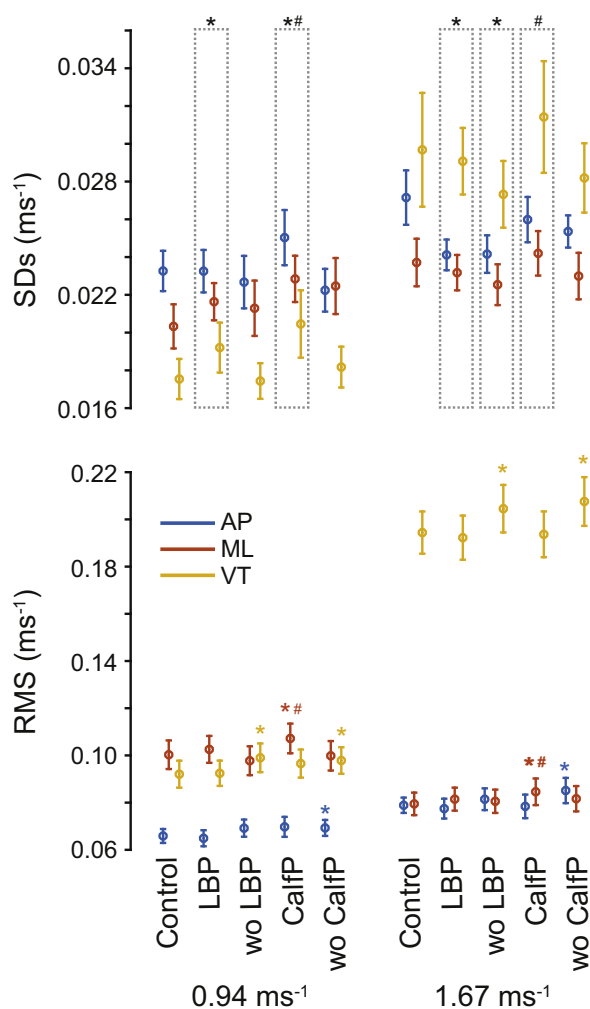 * *# * * #
0.034
0.028
0.022
0.016
SDs (ms⁻¹)
0.22
0.18
0.14
0.10
0.06
RMS (ms⁻¹)
AP
ML
VT
* *
* *# *
*
*# *
Control LBP wo LBP CalfP wo CalfP Control LBP wo LBP CalfP wo CalfP
0.94 ms⁻¹ 1.67 ms⁻¹